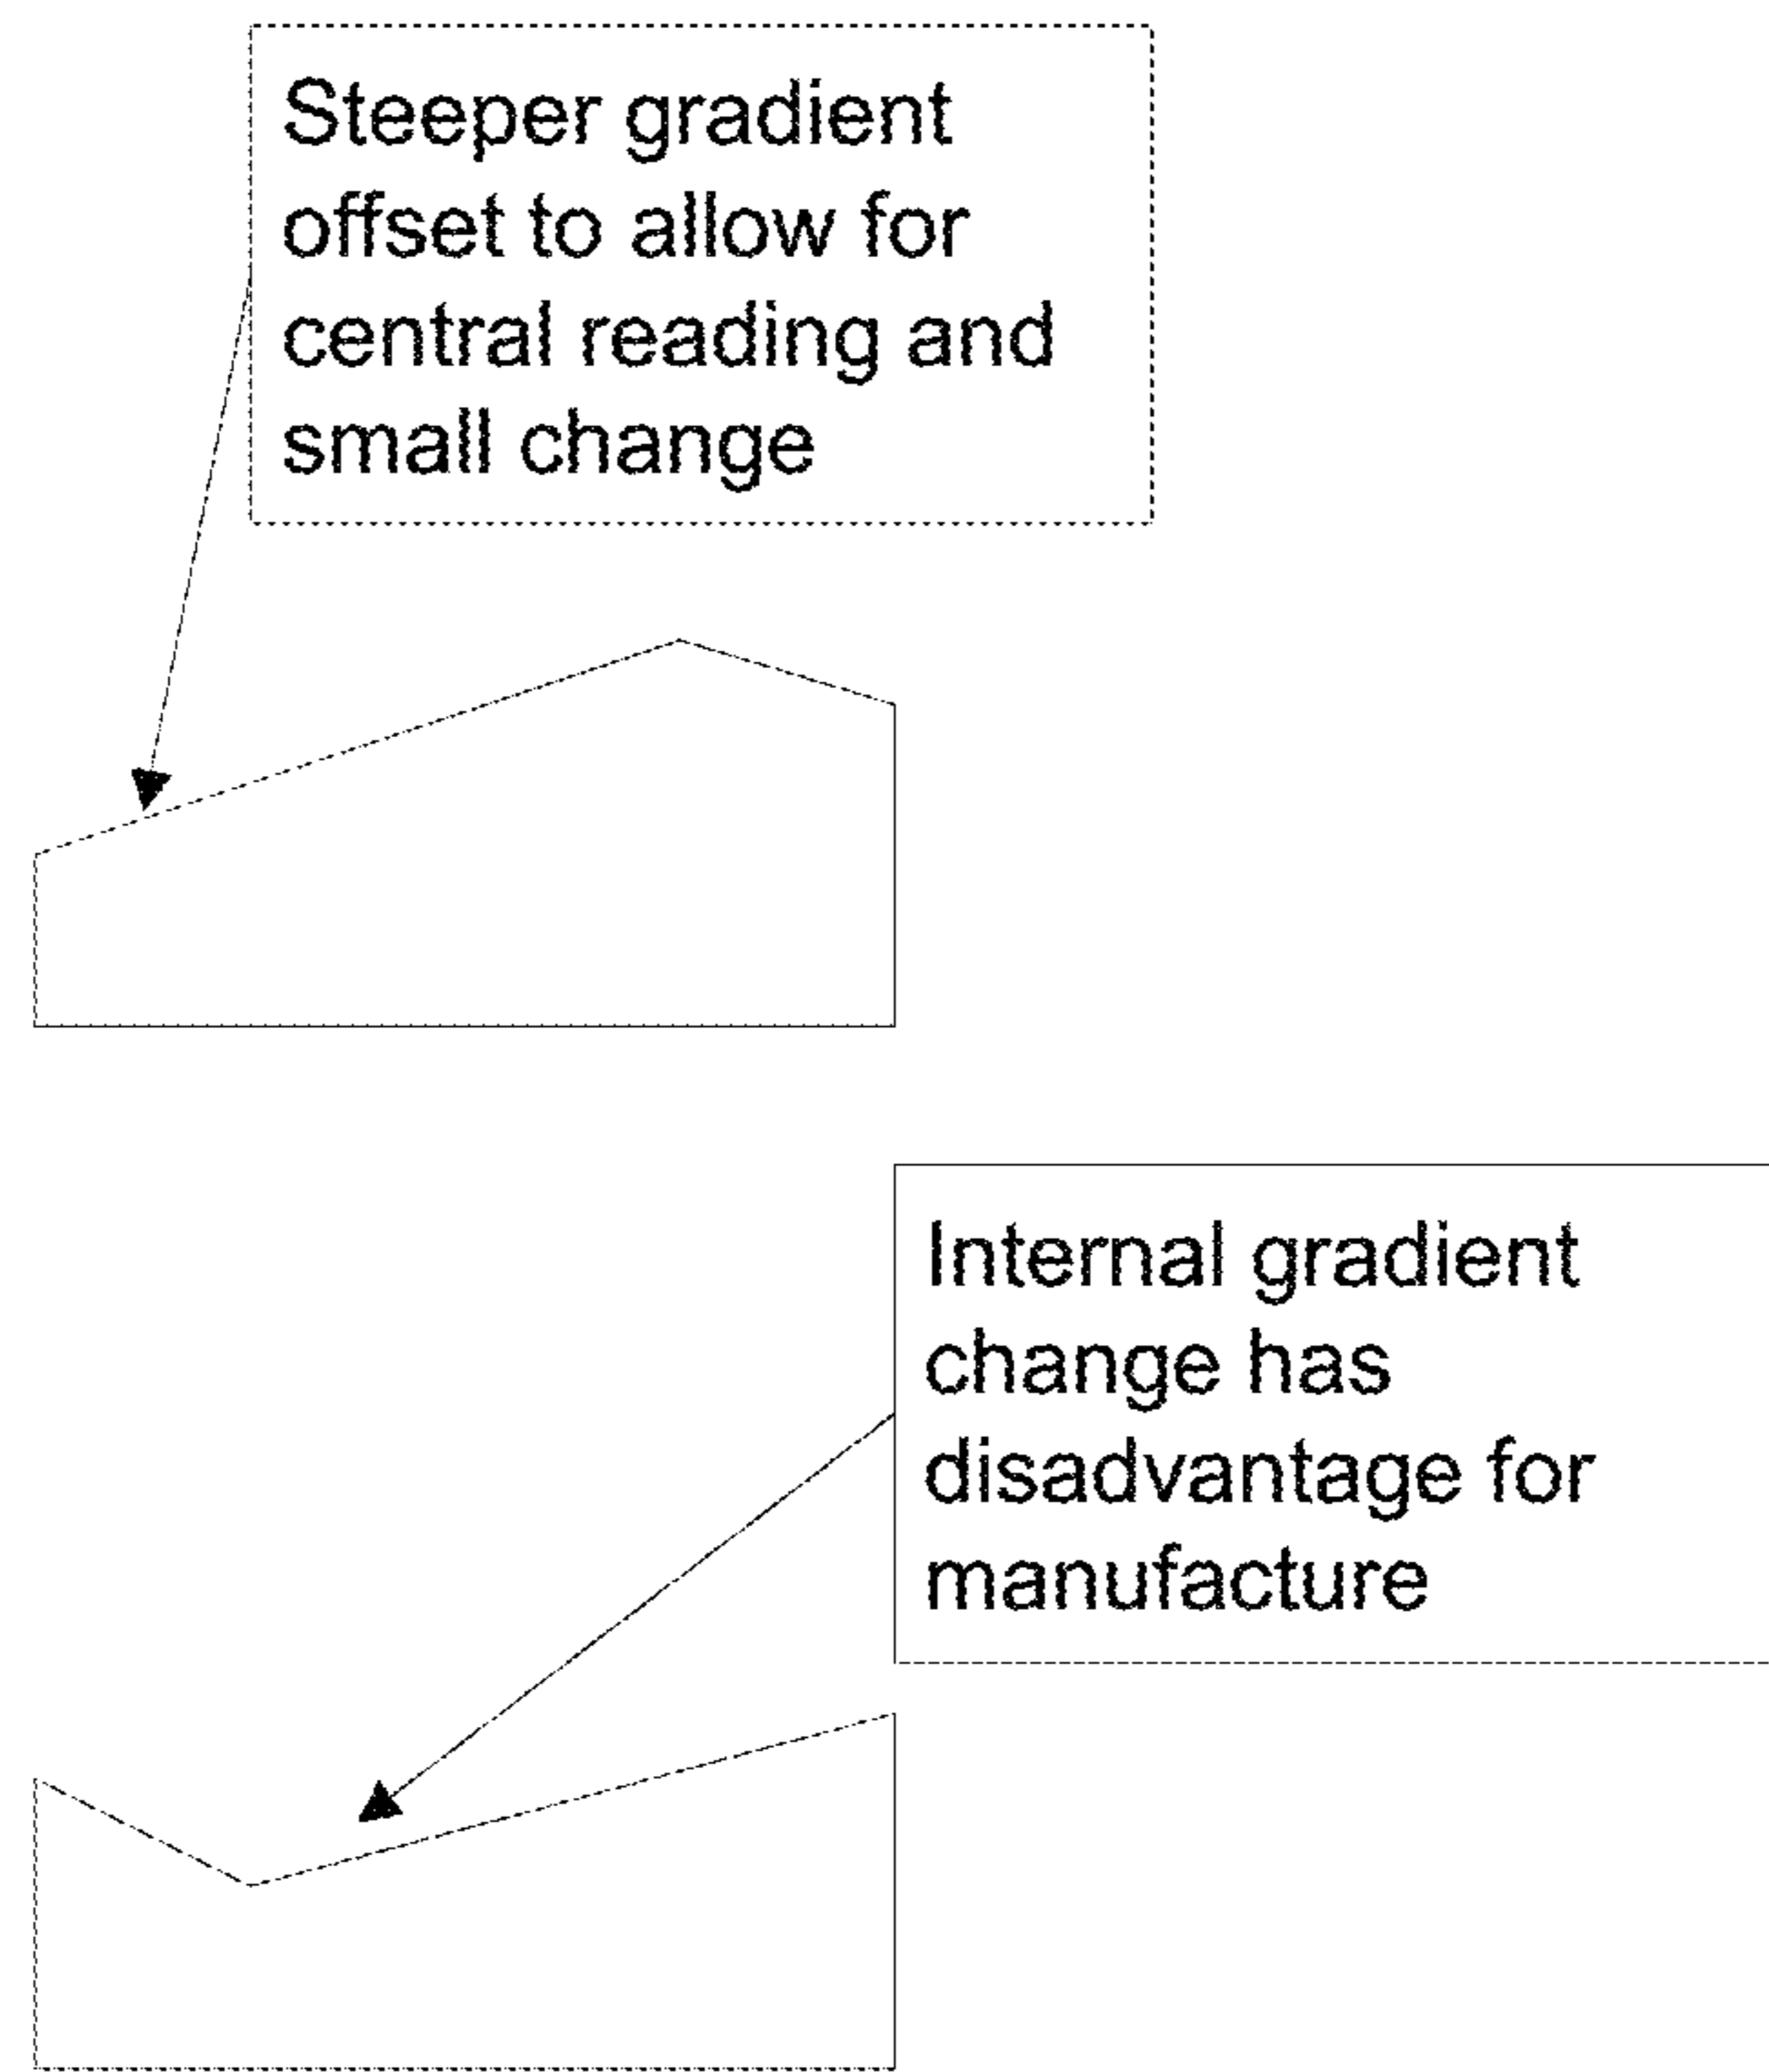 Steeper gradient
offset to allow for
central reading and
small change
Internal gradient
change has
disadvantage for
manufacture